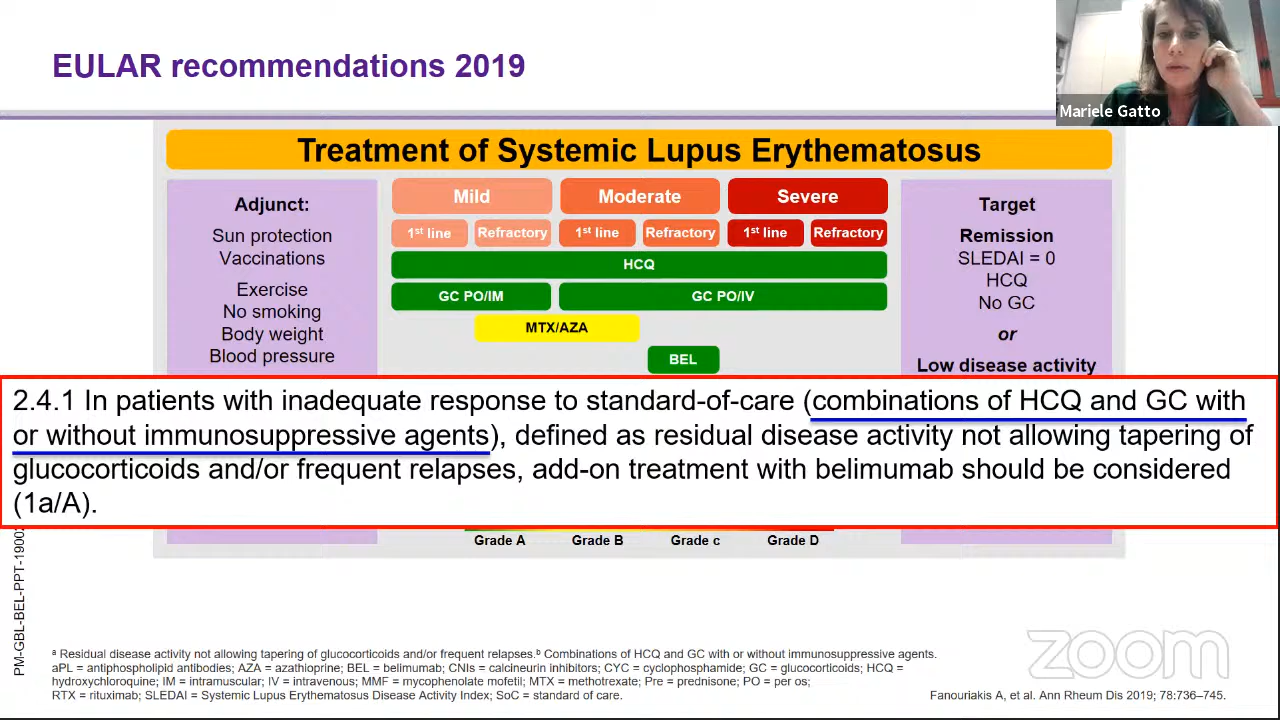 EULAR recommendations 2019
Mariele Gatto
Treatment of Systemic Lupus Erythematosus
Adjunct:
Sun protection
Vaccinations
Exercise
No smoking
Body weight
Blood pressure
Mild
Moderate
Severe
1st line
Refractory
1st line
Refractory
1st line
Refractory
HCQ
GC PO/IM
GC PO/IV
MTX/AZA
BEL
Target
Remission
SLEDAI = 0
HCQ
No GC
or
Low disease activity
2.4.1 In patients with inadequate response to standard-of-care (combinations of HCQ and GC with
or without immunosuppressive agents), defined as residual disease activity not allowing tapering of
glucocorticoids and/or frequent relapses, add-on treatment with belimumab should be considered
(1a/A).
Grade A
Grade B
Grade c
Grade D
PM-GBL-BEL-PPT-19002
a Residual disease activity not allowing tapering of glucocorticoids and/or frequent relapses.b Combinations of HCQ and GC with or without immunosuppressive agents.
aPL = antiphospholipid antibodies; AZA = azathioprine; BEL = belimumab; CNIs = calcineurin inhibitors; CYC = cyclophosphamide; GC = glucocorticoids; HCQ =
hydroxychloroquine; IM = intramuscular; IV = intravenous; MMF = mycophenolate mofetil; MTX = methotrexate; Pre = prednisone; PO = per os;
RTX = rituximab; SLEDAI = Systemic Lupus Erythematosus Disease Activity Index; SoC = standard of care.
zoom
Fanouriakis A, et al. Ann Rheum Dis 2019; 78:736–745.